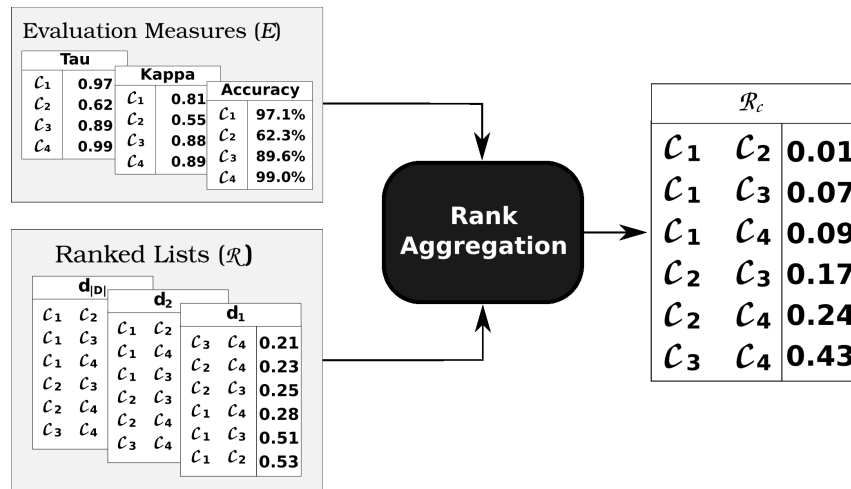 Evaluation Measures (E)
Tau
𝒞₁ 0.97
𝒞₂ 0.62
𝒞₃ 0.89
𝒞₄ 0.99
Kappa
𝒞₁ 0.81
𝒞₂ 0.55
𝒞₃ 0.88
𝒞₄ 0.89
Accuracy
𝒞₁ 97.1%
𝒞₂ 62.3%
𝒞₃ 89.6%
𝒞₄ 99.0%
Ranked Lists (ℛ)
d|D|
𝒞₁ 𝒞₂
𝒞₁ 𝒞₃
𝒞₁ 𝒞₄
𝒞₂ 𝒞₃
𝒞₂ 𝒞₄
𝒞₃ 𝒞₄
d₂
𝒞₁ 𝒞₂
𝒞₁ 𝒞₄
𝒞₁ 𝒞₃
𝒞₂ 𝒞₃
𝒞₂ 𝒞₄
𝒞₃ 𝒞₄
d₁
𝒞₃ 𝒞₄ 0.21
𝒞₂ 𝒞₄ 0.23
𝒞₂ 𝒞₃ 0.25
𝒞₁ 𝒞₄ 0.28
𝒞₁ 𝒞₃ 0.51
𝒞₁ 𝒞₂ 0.53
Rank
Aggregation
ℛc
𝒞₁ 𝒞₂ 0.01
𝒞₁ 𝒞₃ 0.07
𝒞₁ 𝒞₄ 0.09
𝒞₂ 𝒞₃ 0.17
𝒞₂ 𝒞₄ 0.24
𝒞₃ 𝒞₄ 0.43